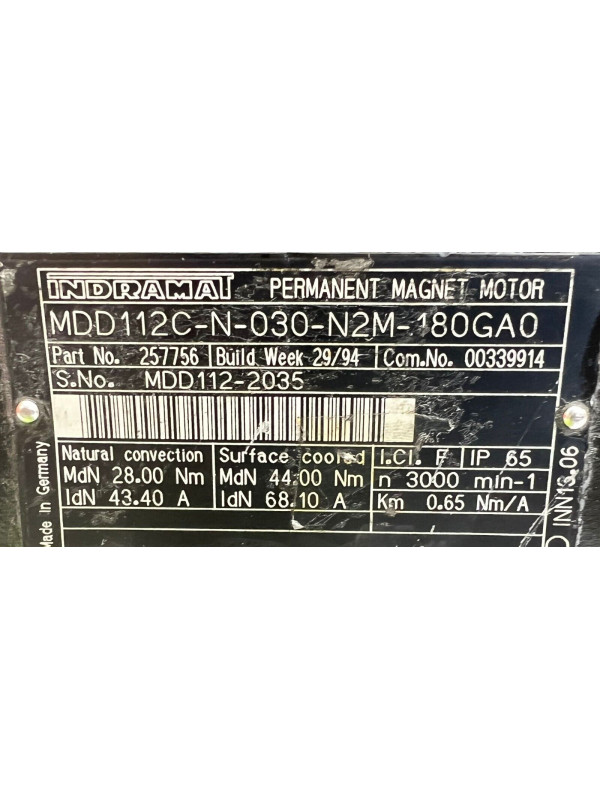 INDRAMAT PERMANENT MAGNET MOTOR
MDD112C-N-030-N2M-180GA0
Part No. 257756 Build Week 29/94 Com.No. 00339914
S.No. MDD112-2035
Natural convection Surface cooled I.Cl. F IP 65
MdN 28.00 Nm MdN 44.00 Nm n 3000 min-1
IdN 43.40 A IdN 68.10 A Km 0.65 Nm/A
Made in Germany
INN13.06